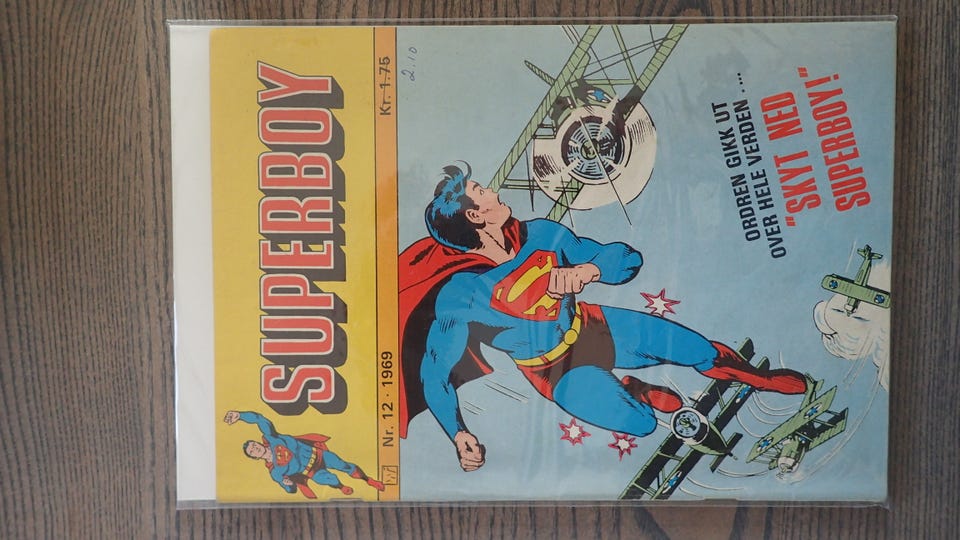 SUPERBOY
Nr. 12 · 1969
Kr. 1.75
2.10
ORDREN GIKK UT
OVER HELE VERDEN ...
"SKYT NED
SUPERBOY!"
S
S